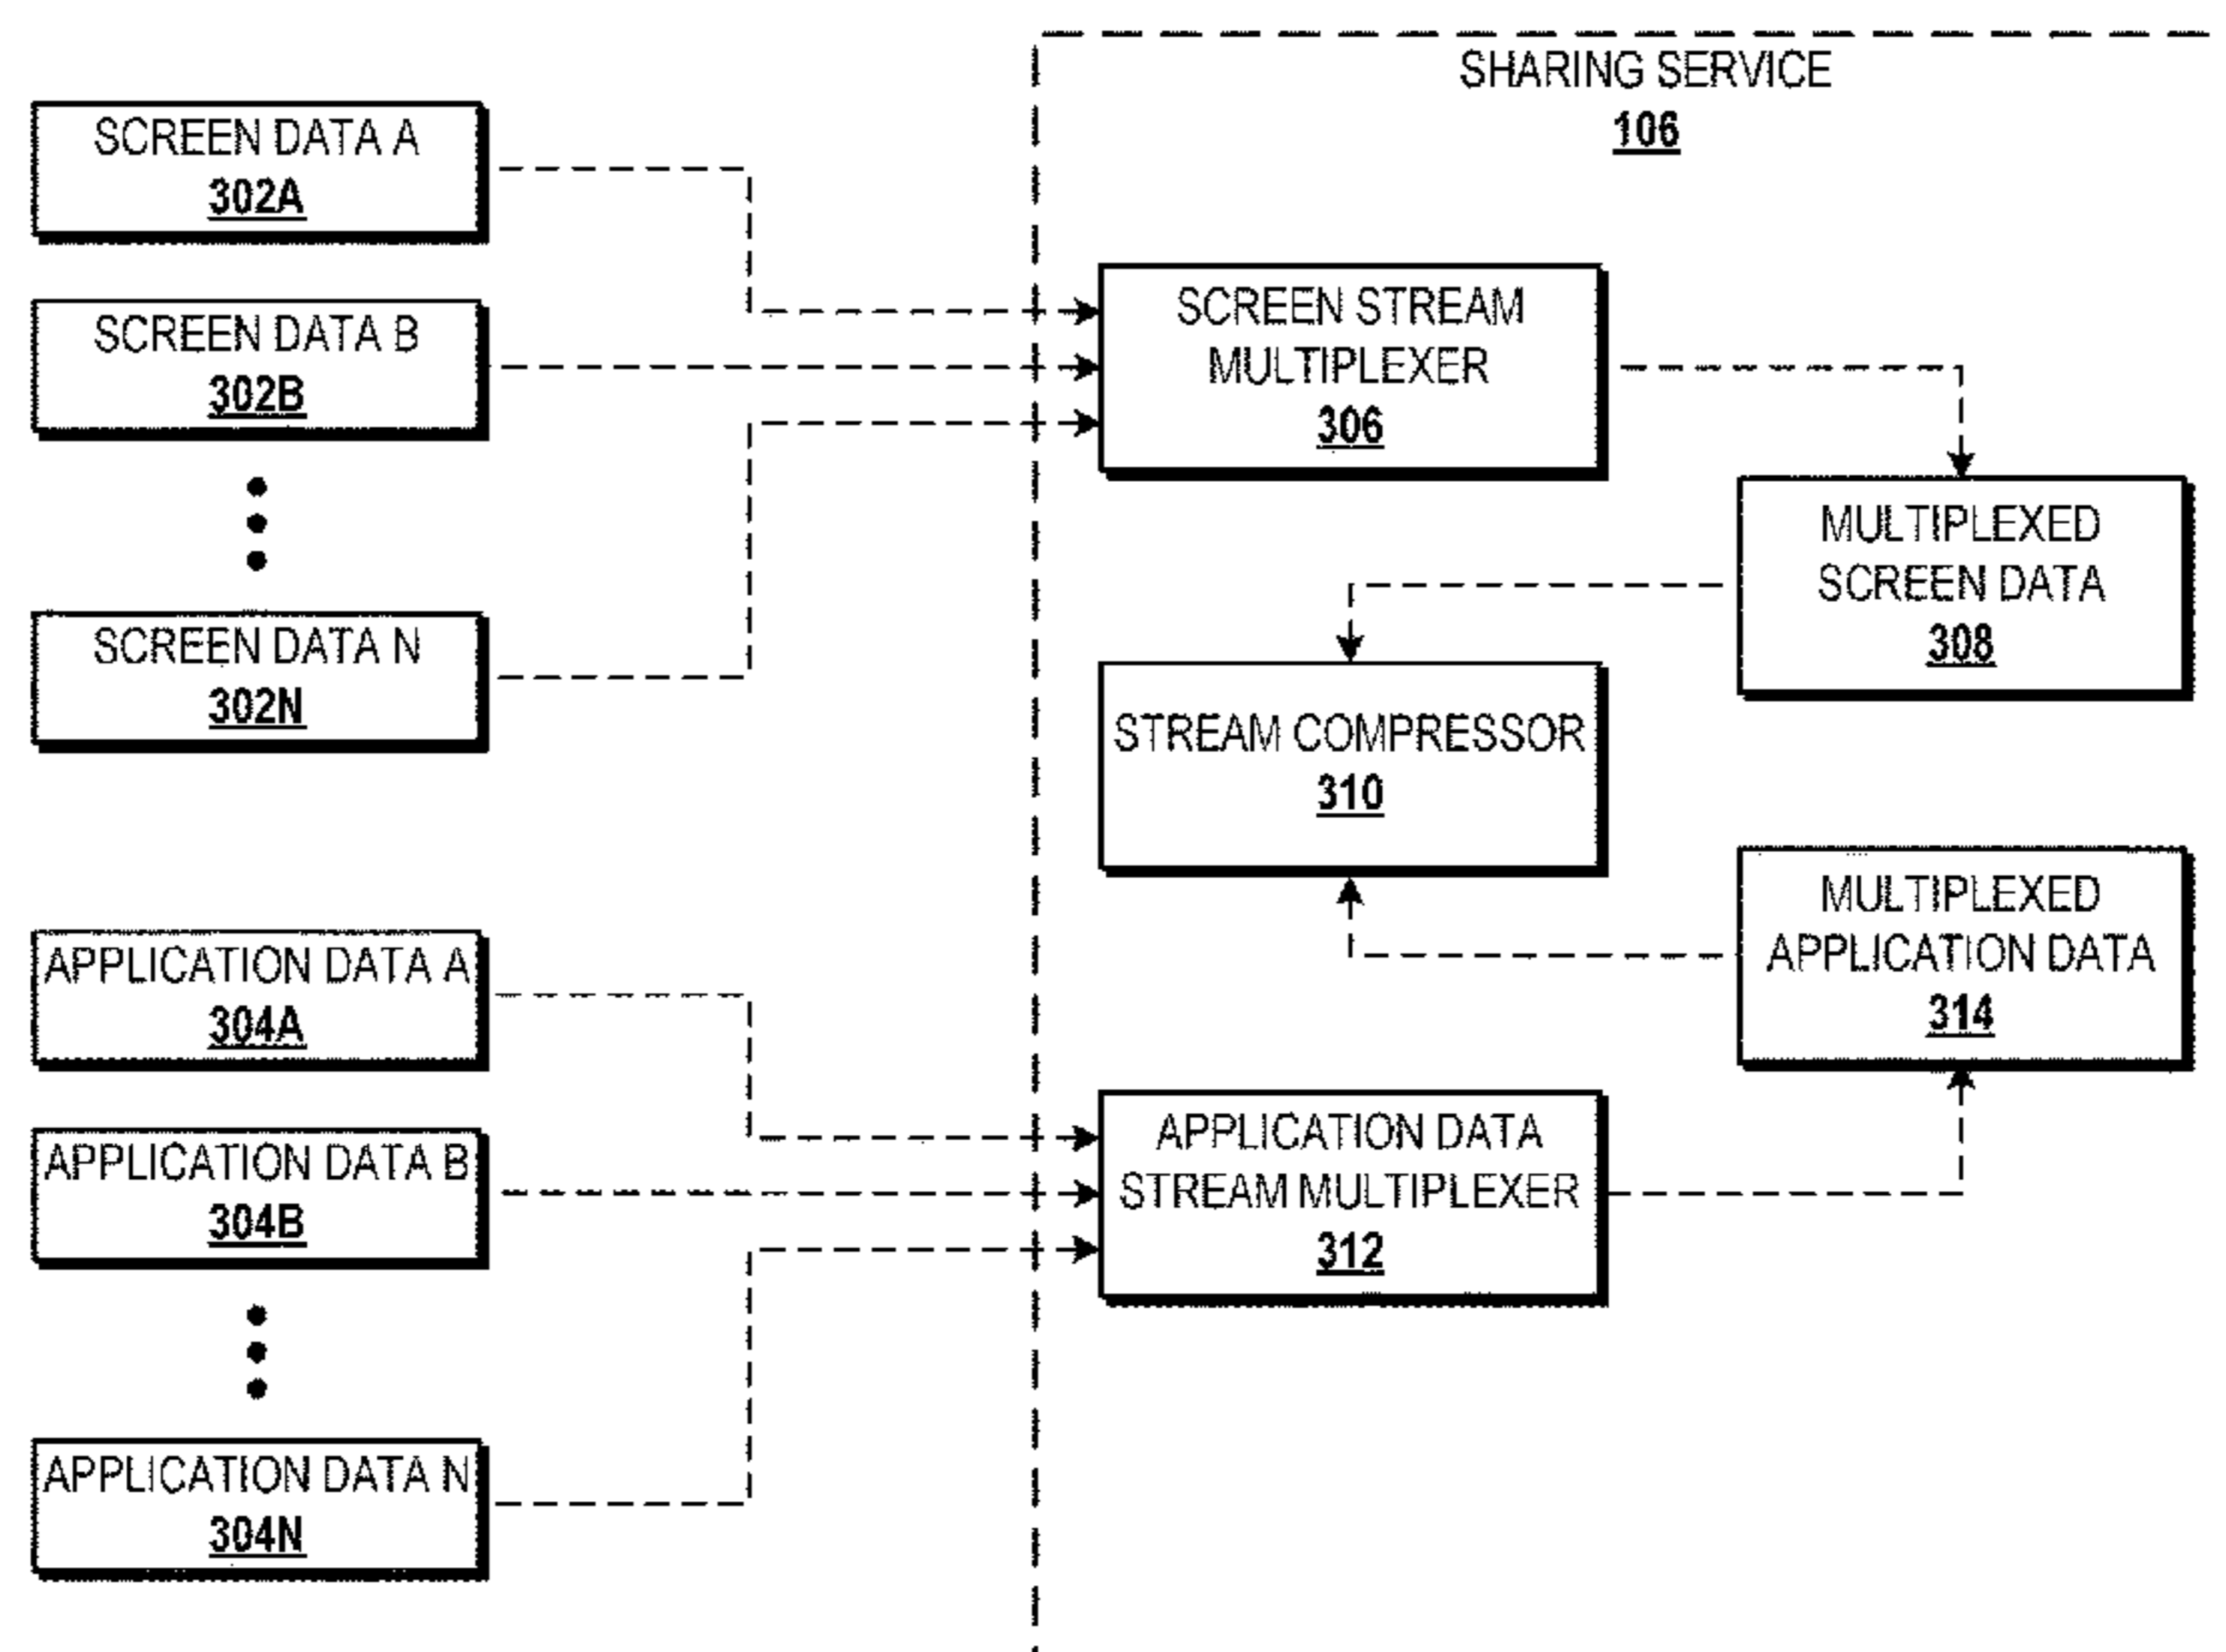 SHARING SERVICE
106
SCREEN DATA A
302A
SCREEN DATA B
302B
SCREEN DATA N
302N
SCREEN STREAM
MULTIPLEXER
306
MULTIPLEXED
SCREEN DATA
308
STREAM COMPRESSOR
310
MULTIPLEXED
APPLICATION DATA
314
APPLICATION DATA A
304A
APPLICATION DATA B
304B
APPLICATION DATA N
304N
APPLICATION DATA
STREAM MULTIPLEXER
312